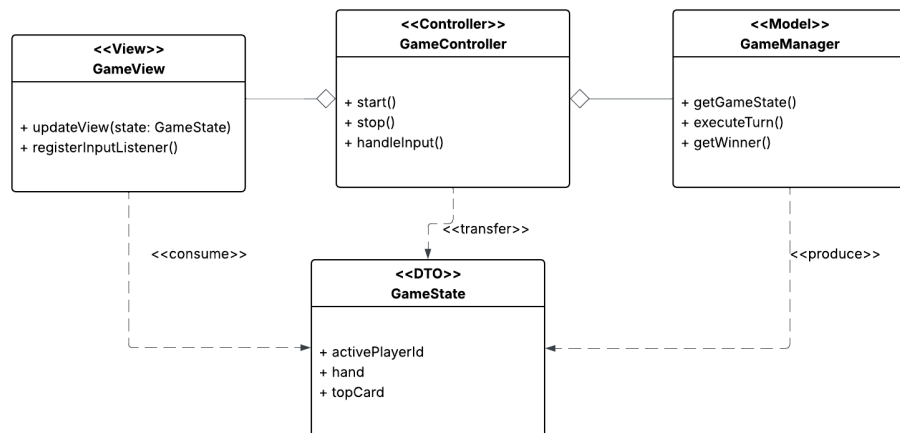 <<View>>
GameView
+ updateView(state: GameState)
+ registerInputListener()
<<Controller>>
GameController
+ start()
+ stop()
+ handleInput()
<<Model>>
GameManager
+ getGameState()
+ executeTurn()
+ getWinner()
<<consume>>
<<transfer>>
<<produce>>
<<DTO>>
GameState
+ activePlayerId
+ hand
+ topCard